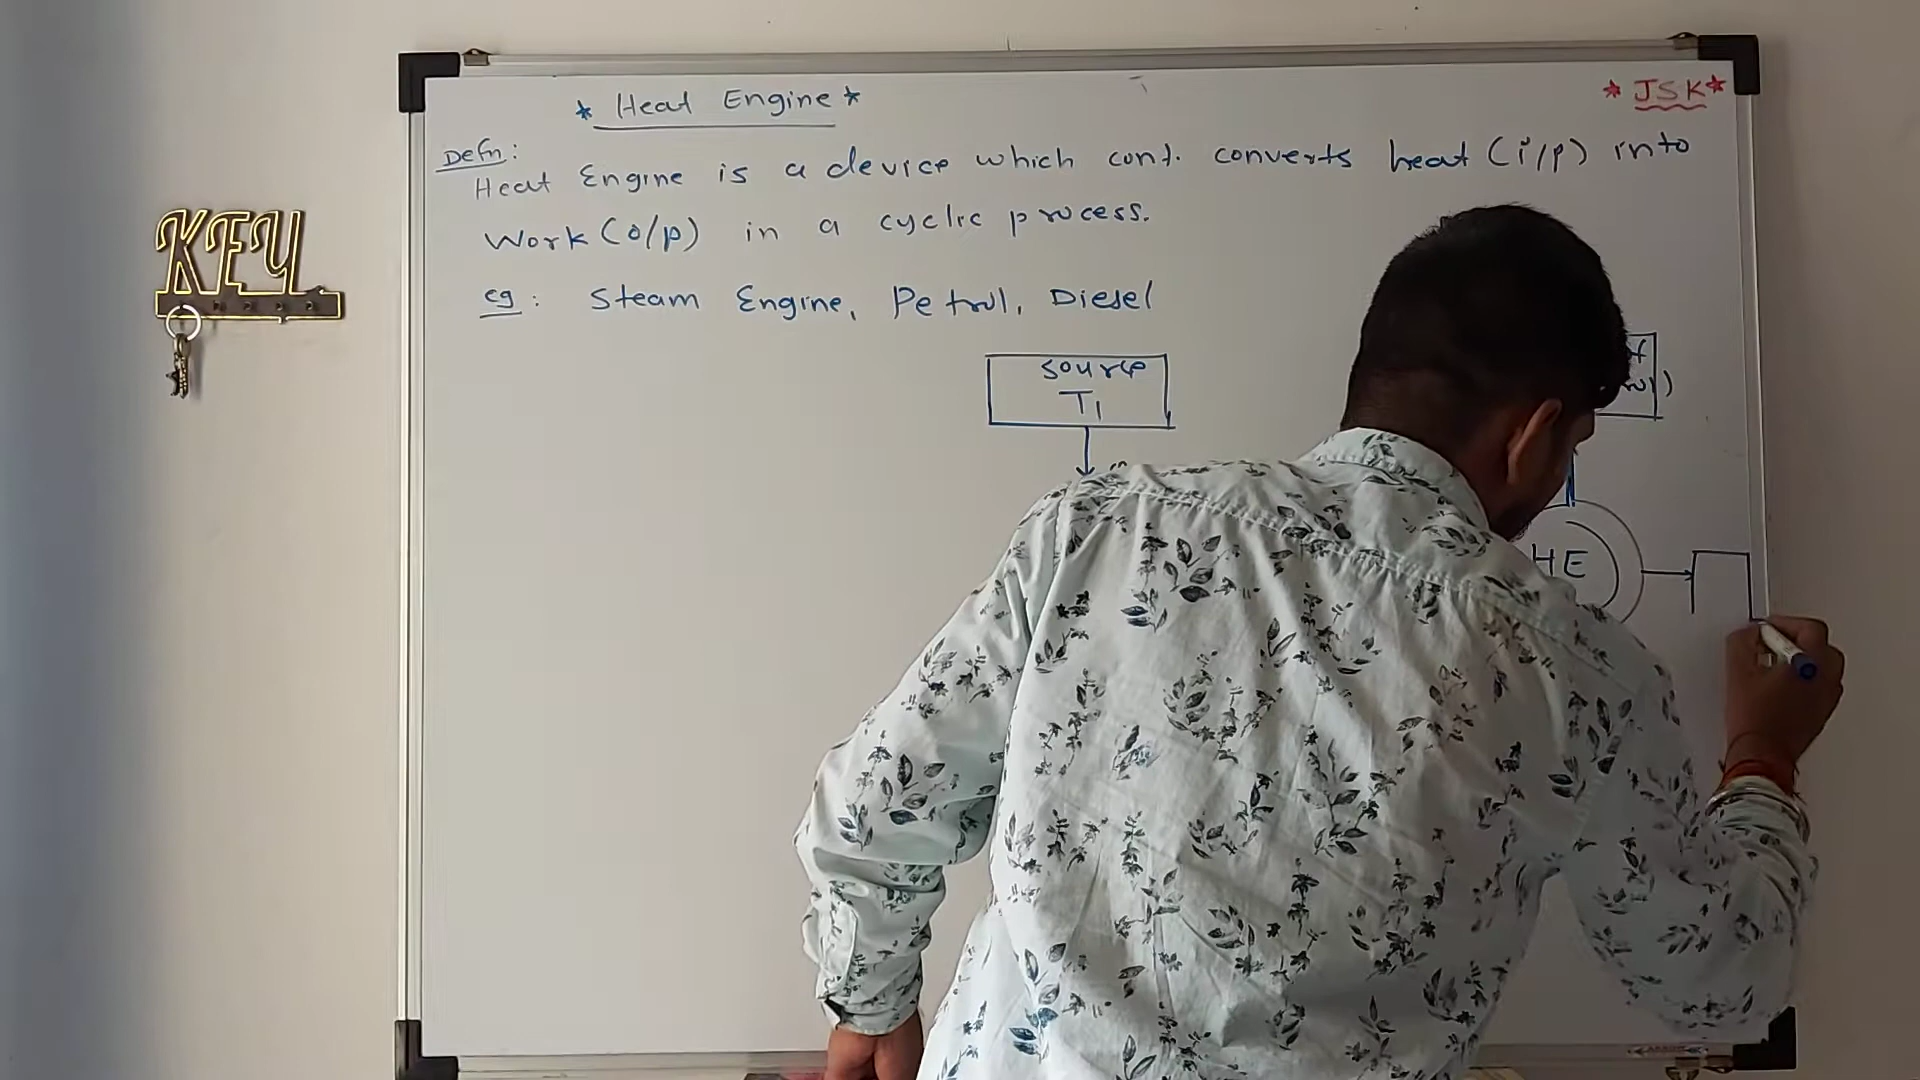 KEY
* Heat Engine *
* JSK *
Defn:
Heat Engine is a device which cont. converts heat (i/p) into
Work (o/p) in a cyclic process.
eg: Steam Engine, Petrol, Diesel
Source
T1
HE